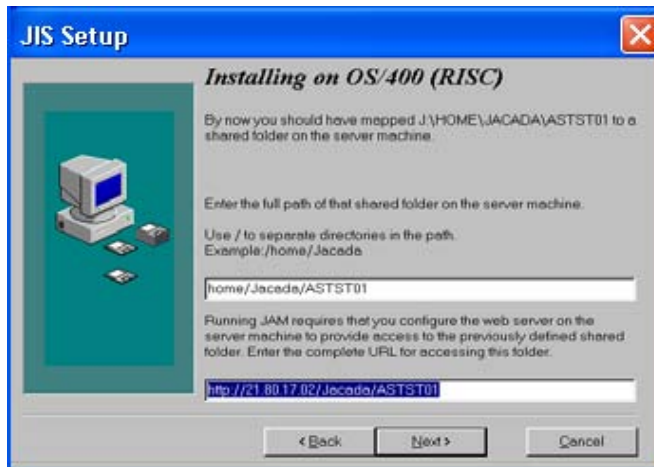 JIS Setup
Installing on OS/400 (RISC)
By now you should have mapped J:\HOME\JACADA\ASTST01 to a
shared folder on the server machine.
Enter the full path of that shared folder on the server machine.
Use / to separate directories in the path.
Example:/home/Jacada
home/Jacada/ASTST01
Running JAM requires that you configure the web server on the
server machine to provide access to the previously defined shared
folder. Enter the complete URL for accessing this folder.
http://21.80.17.02/Jacada/ASTST01
< Back Next > Cancel